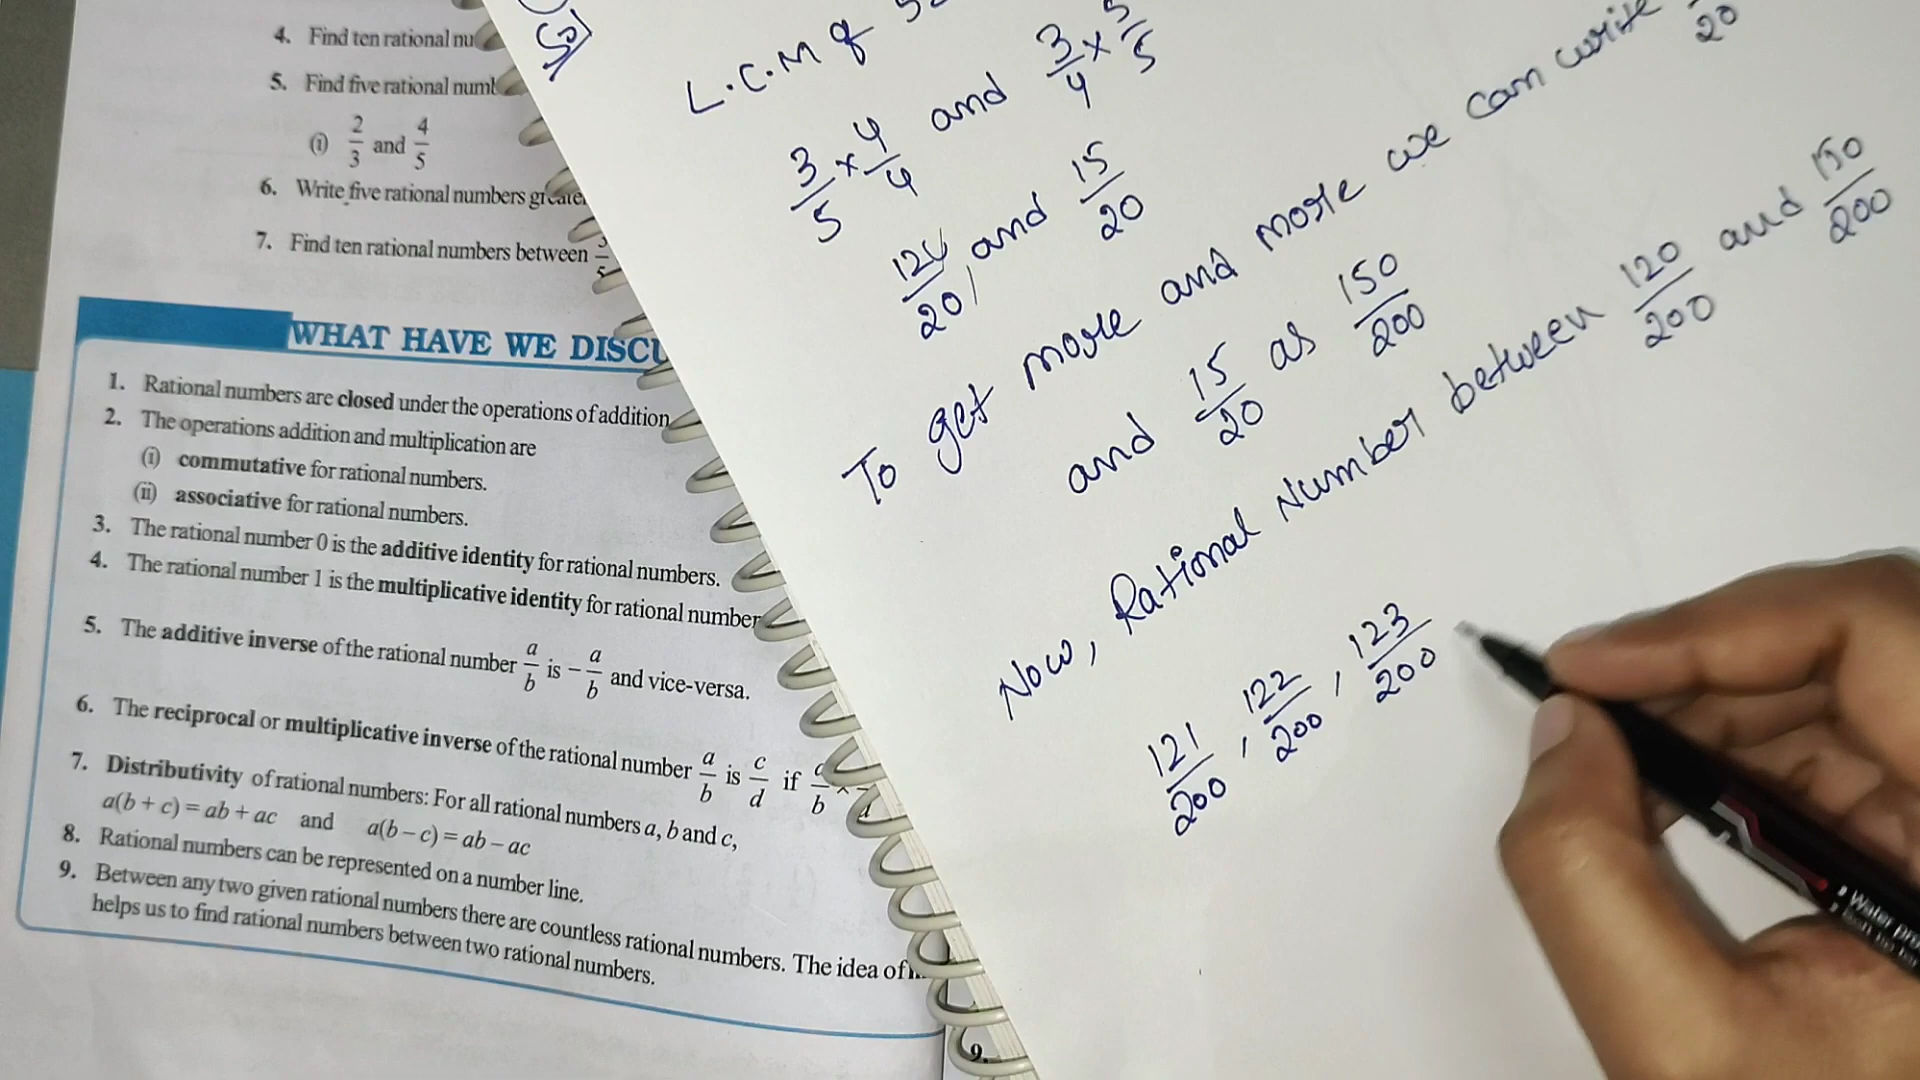 4. Find ten rational nu
5. Find five rational numb
(i) 2/3 and 4/5
6. Write five rational numbers greater
7. Find ten rational numbers between 3/5
WHAT HAVE WE DISCU
1. Rational numbers are closed under the operations of addition
2. The operations addition and multiplication are
(i) commutative for rational numbers.
(ii) associative for rational numbers.
3. The rational number 0 is the additive identity for rational numbers.
4. The rational number 1 is the multiplicative identity for rational number
5. The additive inverse of the rational number a/b is -a/b and vice-versa.
6. The reciprocal or multiplicative inverse of the rational number a/b is c/d if
7. Distributivity of rational numbers: For all rational numbers a, b and c,
a(b + c) = ab + ac and a(b – c) = ab – ac
8. Rational numbers can be represented on a number line.
9. Between any two given rational numbers there are countless rational numbers. The idea of
helps us to find rational numbers between two rational numbers.
9.
Sol
L.C.M of
3/5 × 4/4 and 3/4 × 5/5
12/20, and 15/20
To get more and more we can write /20
and 15/20 as 150/200
Now, Rational Number between 120/200 and 150/200
121/200, 122/200, 123/200
Water pro